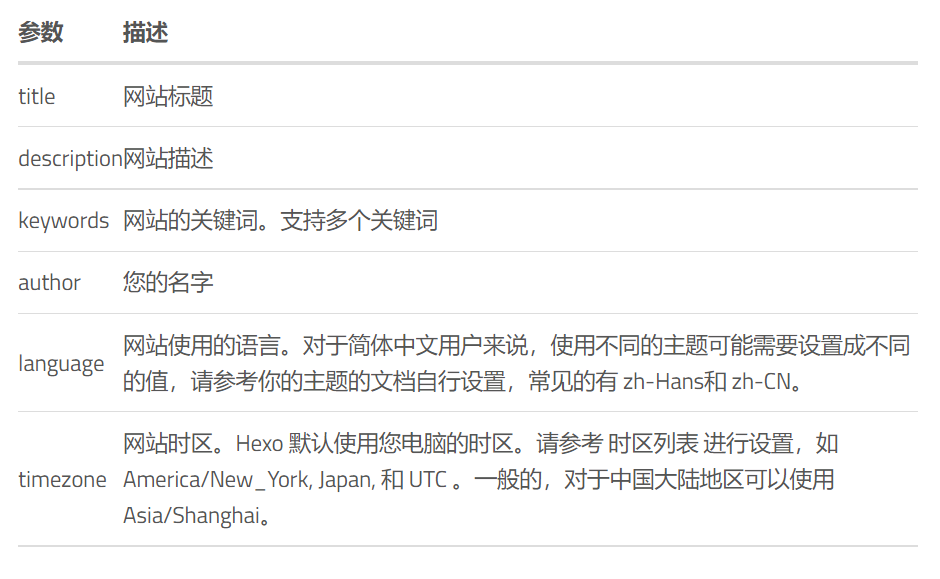 参数 描述
title 网站标题
description 网站描述
keywords 网站的关键词。支持多个关键词
author 您的名字
language 网站使用的语言。对于简体中文用户来说，使用不同的主题可能需要设置成不同
的值，请参考你的主题的文档自行设置，常见的有 zh-Hans和 zh-CN。
timezone 网站时区。Hexo 默认使用您电脑的时区。请参考 时区列表 进行设置，如
America/New_York, Japan, 和 UTC 。一般的，对于中国大陆地区可以使用
Asia/Shanghai。